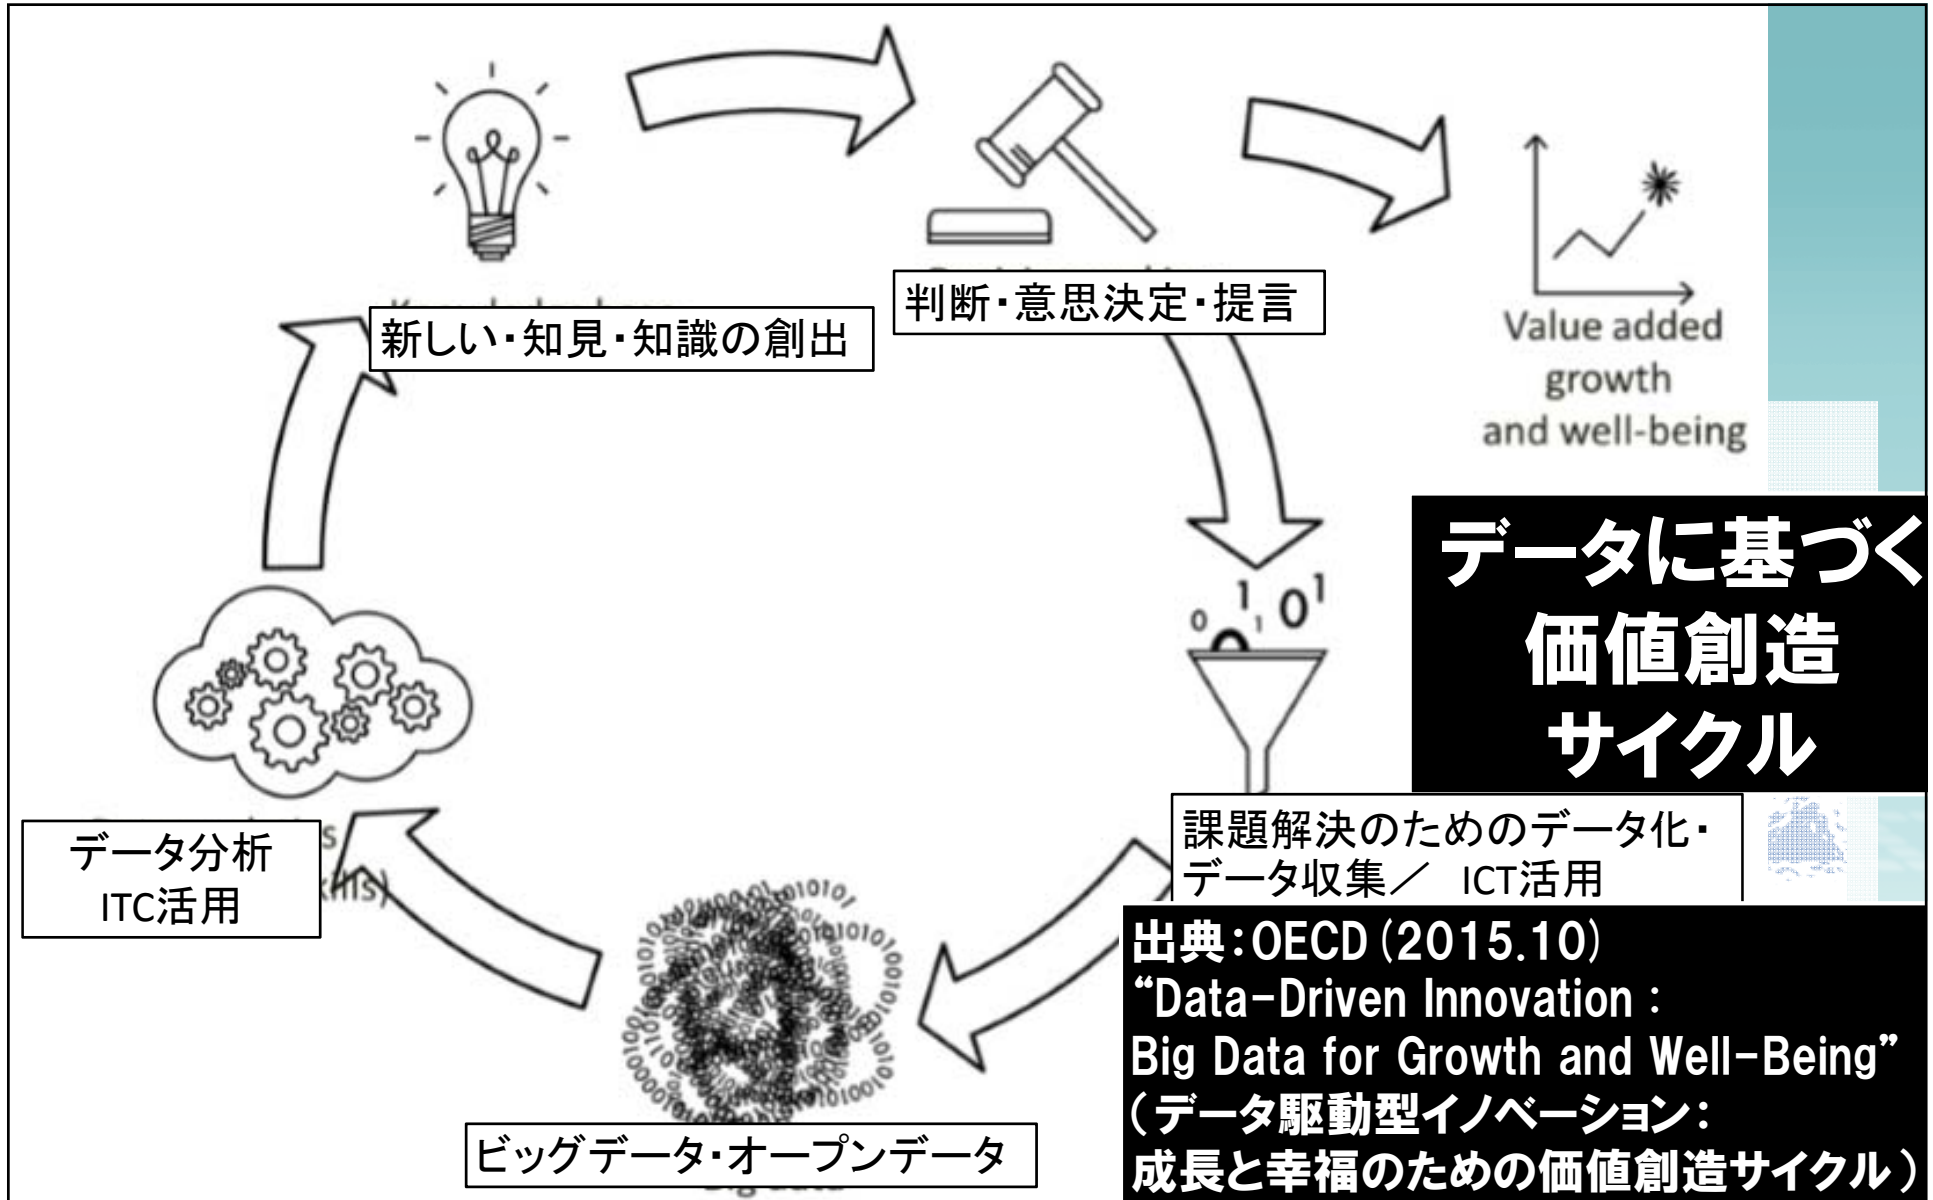 新しい・知見・知識の創出
判断・意思決定・提言
Value added
growth
and well-being
データに基づく
価値創造
サイクル
課題解決のためのデータ化・
データ収集／ ICT活用
データ分析
ITC活用
ビッグデータ・オープンデータ
出典：OECD（2015.10）
“Data-Driven Innovation：
Big Data for Growth and Well-Being”
（データ駆動型イノベーション：
成長と幸福のための価値創造サイクル）